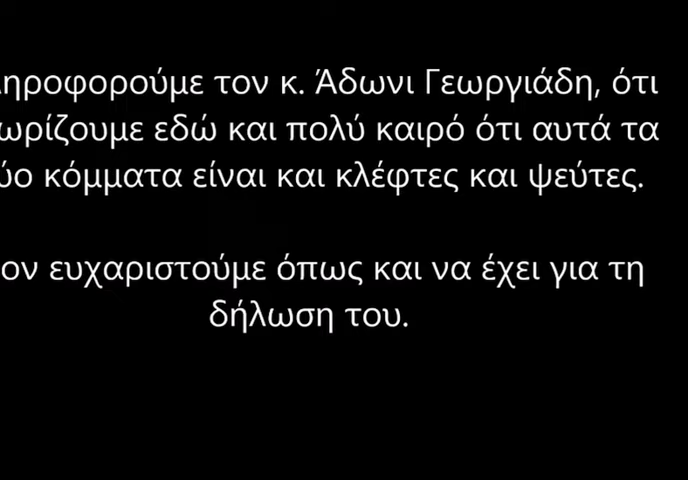 ηροφορούμε τον κ. Άδωνι Γεωργιάδη, ότι
ωρίζουμε εδώ και πολύ καιρό ότι αυτά τα
ύο κόμματα είναι και κλέφτες και ψεύτες.
ον ευχαριστούμε όπως και να έχει για τη
δήλωση του.